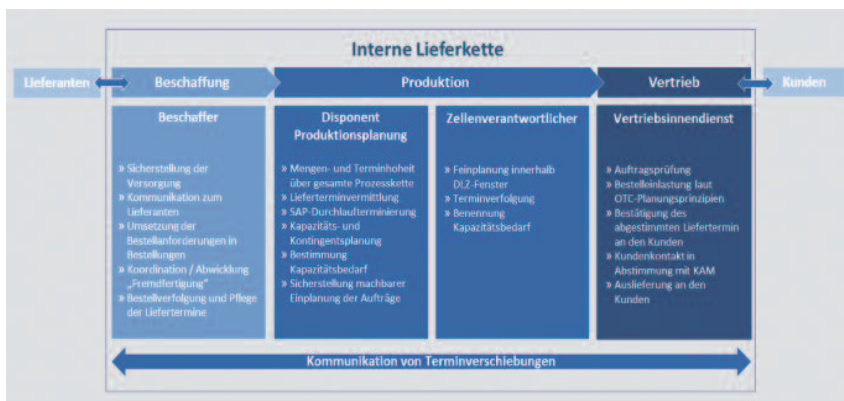 Interne Lieferkette
Lieferanten
Beschaffung
Produktion
Vertrieb
Kunden
Beschaffer
» Sicherstellung der
Versorgung
» Kommunikation zum
Lieferanten
» Umsetzung der
Bestellanforderungen in
Bestellungen
» Koordination / Abwicklung
„Fremdfertigung"
» Bestellverfolgung und Pflege
der Liefertermine
Disponent
Produktionsplanung
» Mengen- und Terminhoheit
über gesamte Prozesskette
» Lieferterminvermittlung
» SAP-Durchlaufterminierung
» Kapazitäts- und
Kontingentsplanung
» Bestimmung
Kapazitätsbedarf
» Sicherstellung machbarer
Einplanung der Aufträge
Zellenverantwortlicher
» Feinplanung innerhalb
DLZ-Fenster
» Terminverfolgung
» Benennung
Kapazitätsbedarf
Vertriebsinnendienst
» Auftragsprüfung
» Bestelleinlastung laut
OTC-Planungsprinzipien
» Bestätigung des
abgestimmten Liefertermin
an den Kunden
» Kundenkontakt in
Abstimmung mit KAM
» Auslieferung an den
Kunden
Kommunikation von Terminverschiebungen